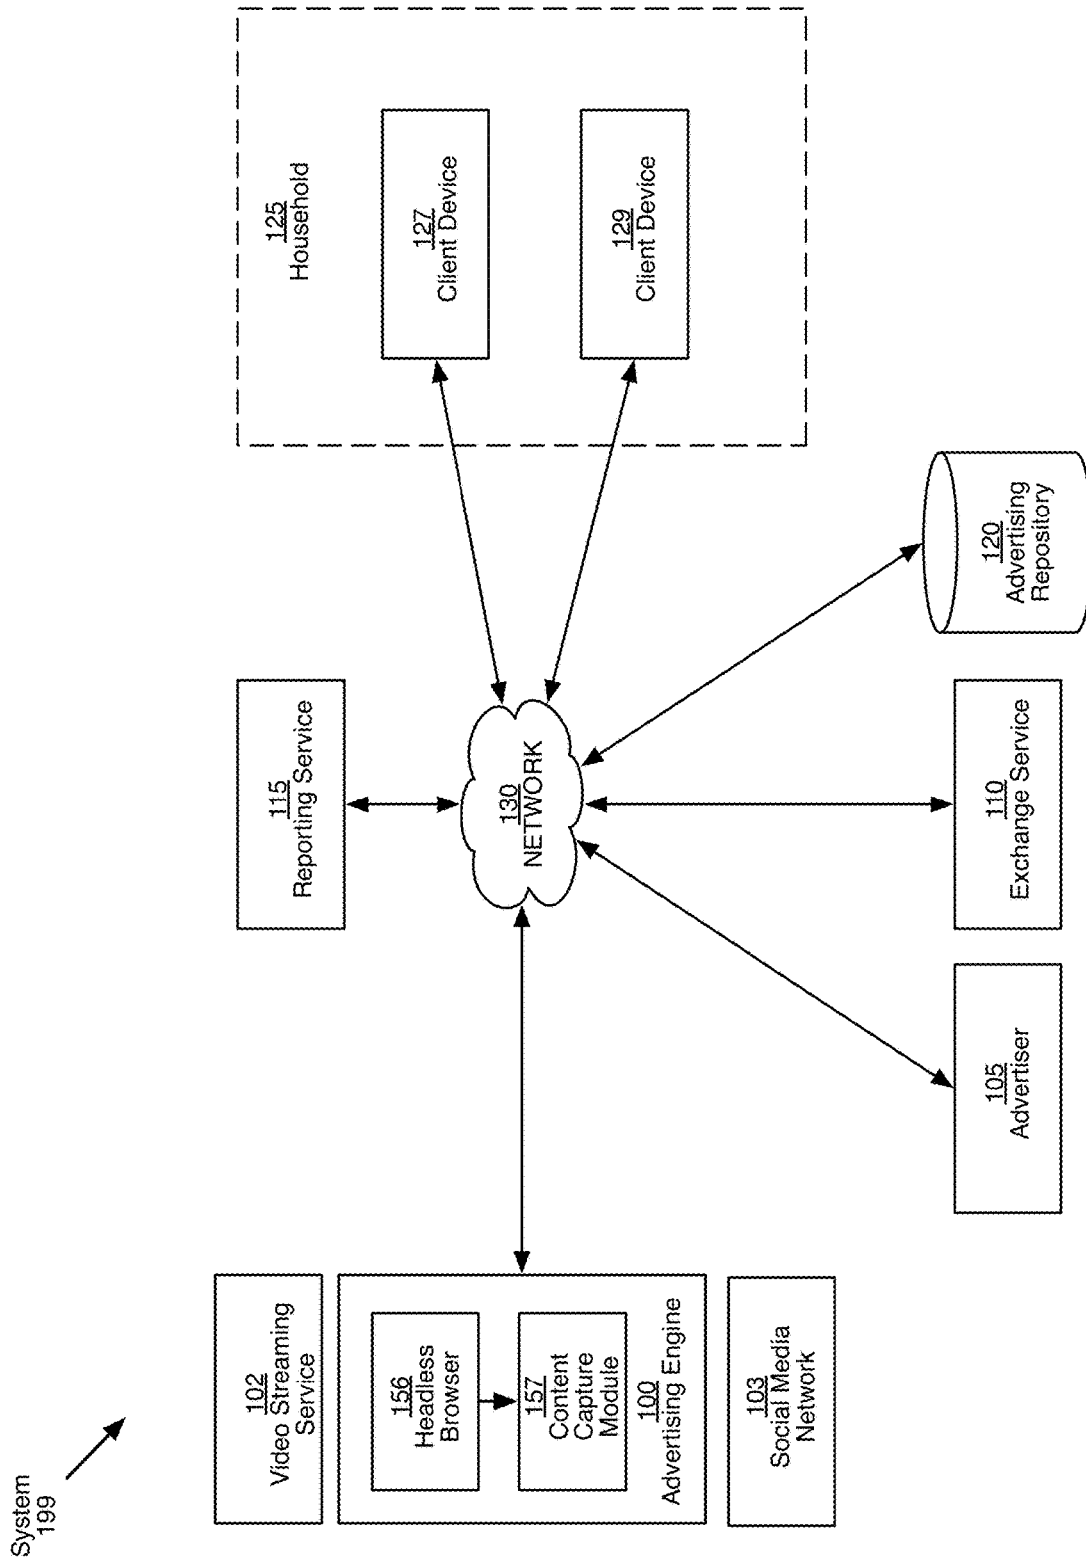 System
199
102
Video Streaming
Service
156
Headless
Browser
157
Content
Capture
Module
100
Advertising Engine
103
Social Media
Network
115
Reporting Service
130
NETWORK
105
Advertiser
110
Exchange Service
120
Advertising
Repository
125
Household
127
Client Device
129
Client Device